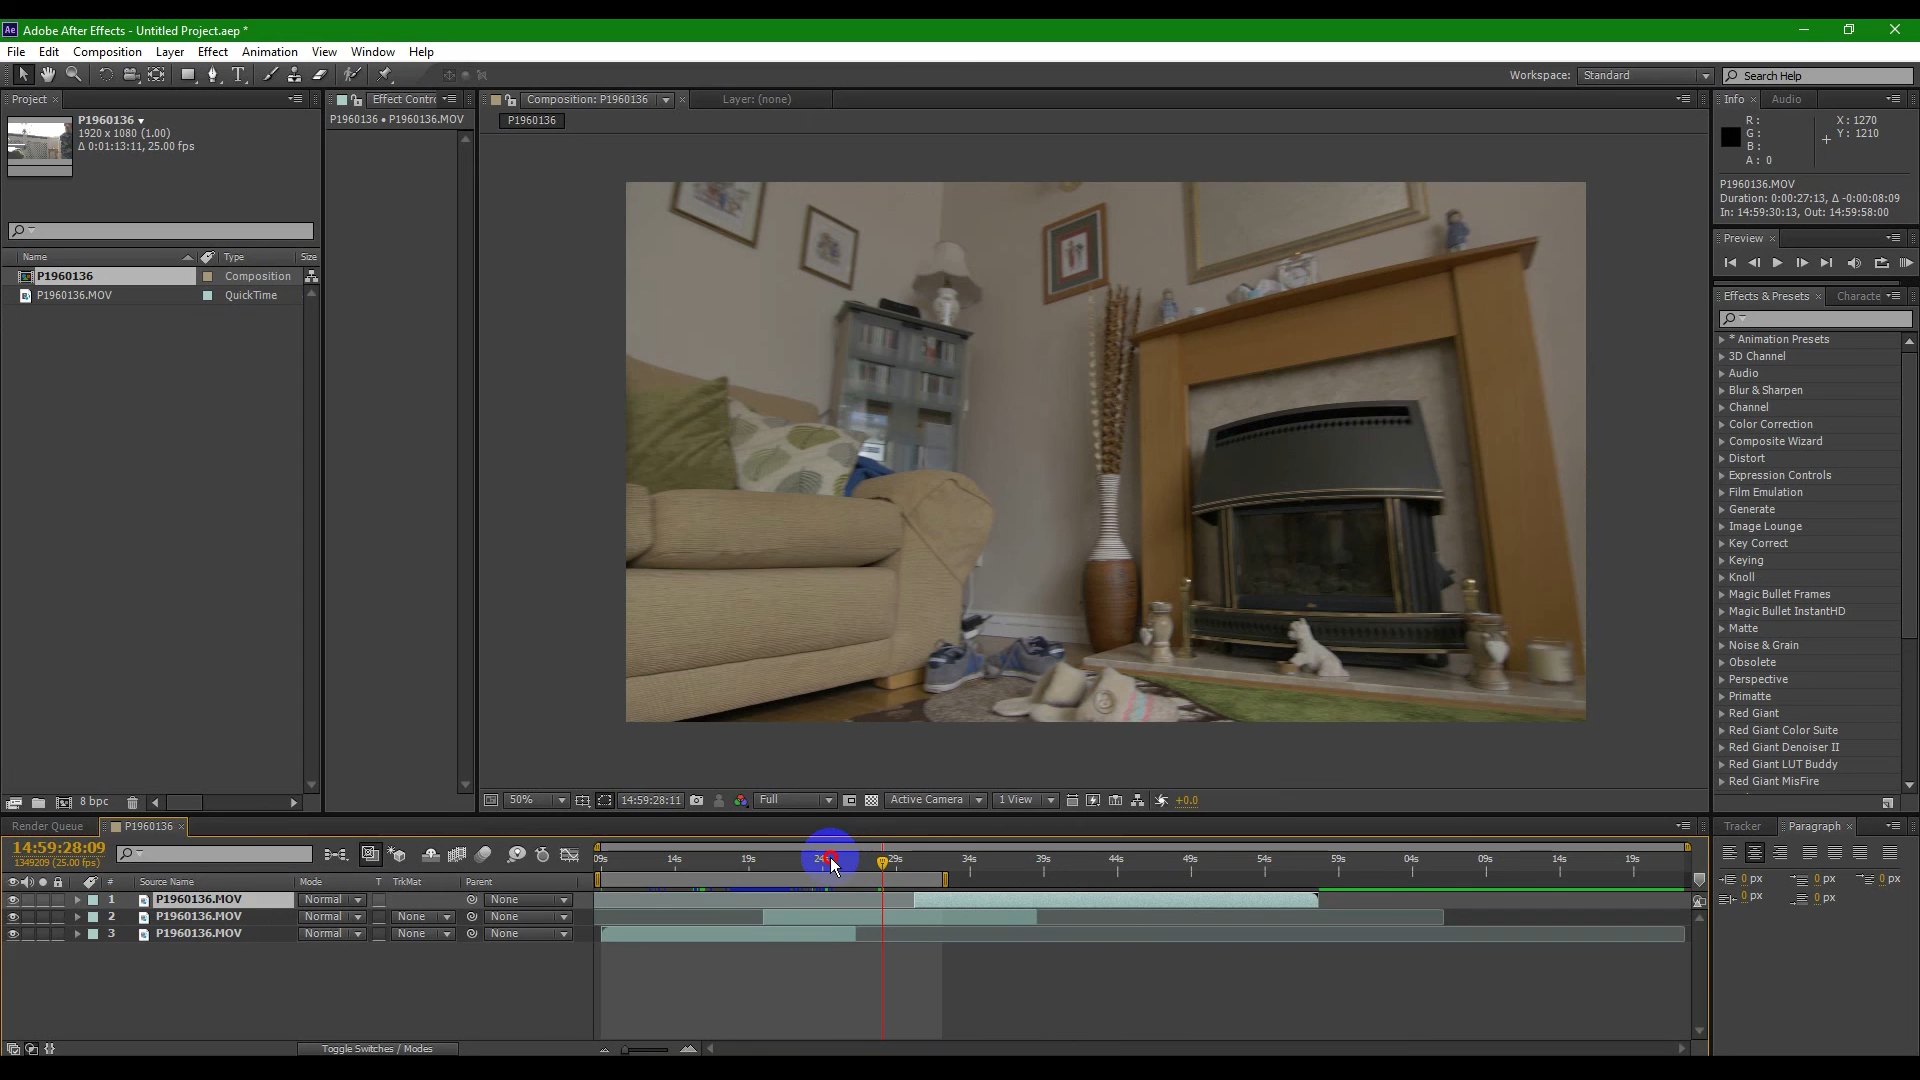 Adobe After Effects - Untitled Project.aep *
File Edit Composition Layer Effect Animation View Window Help
Workspace: Standard Search Help
Project
P1960136
1920 x 1080 (1.00)
Δ 0:01:13:11, 25.00 fps
Name Type Size
P1960136 Composition
P1960136.MOV QuickTime
8 bpc
Effect Contro
P1960136 • P1960136.MOV
Composition: P1960136 Layer: (none)
P1960136
50% 14:59:28:11 Full Active Camera 1 View +0.0
Info Audio
R: X: 1270
G: Y: 1210
B:
A: 0
P1960136.MOV
Duration: 0:00:27:13, Δ -0:00:08:09
In: 14:59:30:13, Out: 14:59:58:00
Preview
Effects & Presets Characte
* Animation Presets
3D Channel
Audio
Blur & Sharpen
Channel
Color Correction
Composite Wizard
Distort
Expression Controls
Film Emulation
Generate
Image Lounge
Key Correct
Keying
Knoll
Magic Bullet Frames
Magic Bullet InstantHD
Matte
Noise & Grain
Obsolete
Perspective
Primatte
Red Giant
Red Giant Color Suite
Red Giant Denoiser II
Red Giant LUT Buddy
Red Giant MisFire
Render Queue P1960136
14:59:28:09
1349209 (25.00 fps)
09s 14s 19s 24s 29s 34s 39s 44s 49s 54s 59s 04s 09s 14s 19s
# Source Name Mode T TrkMat Parent
1 P1960136.MOV Normal None
2 P1960136.MOV Normal None None
3 P1960136.MOV Normal None None
Toggle Switches / Modes
Tracker Paragraph
0 px 0 px 0 px
0 px 0 px